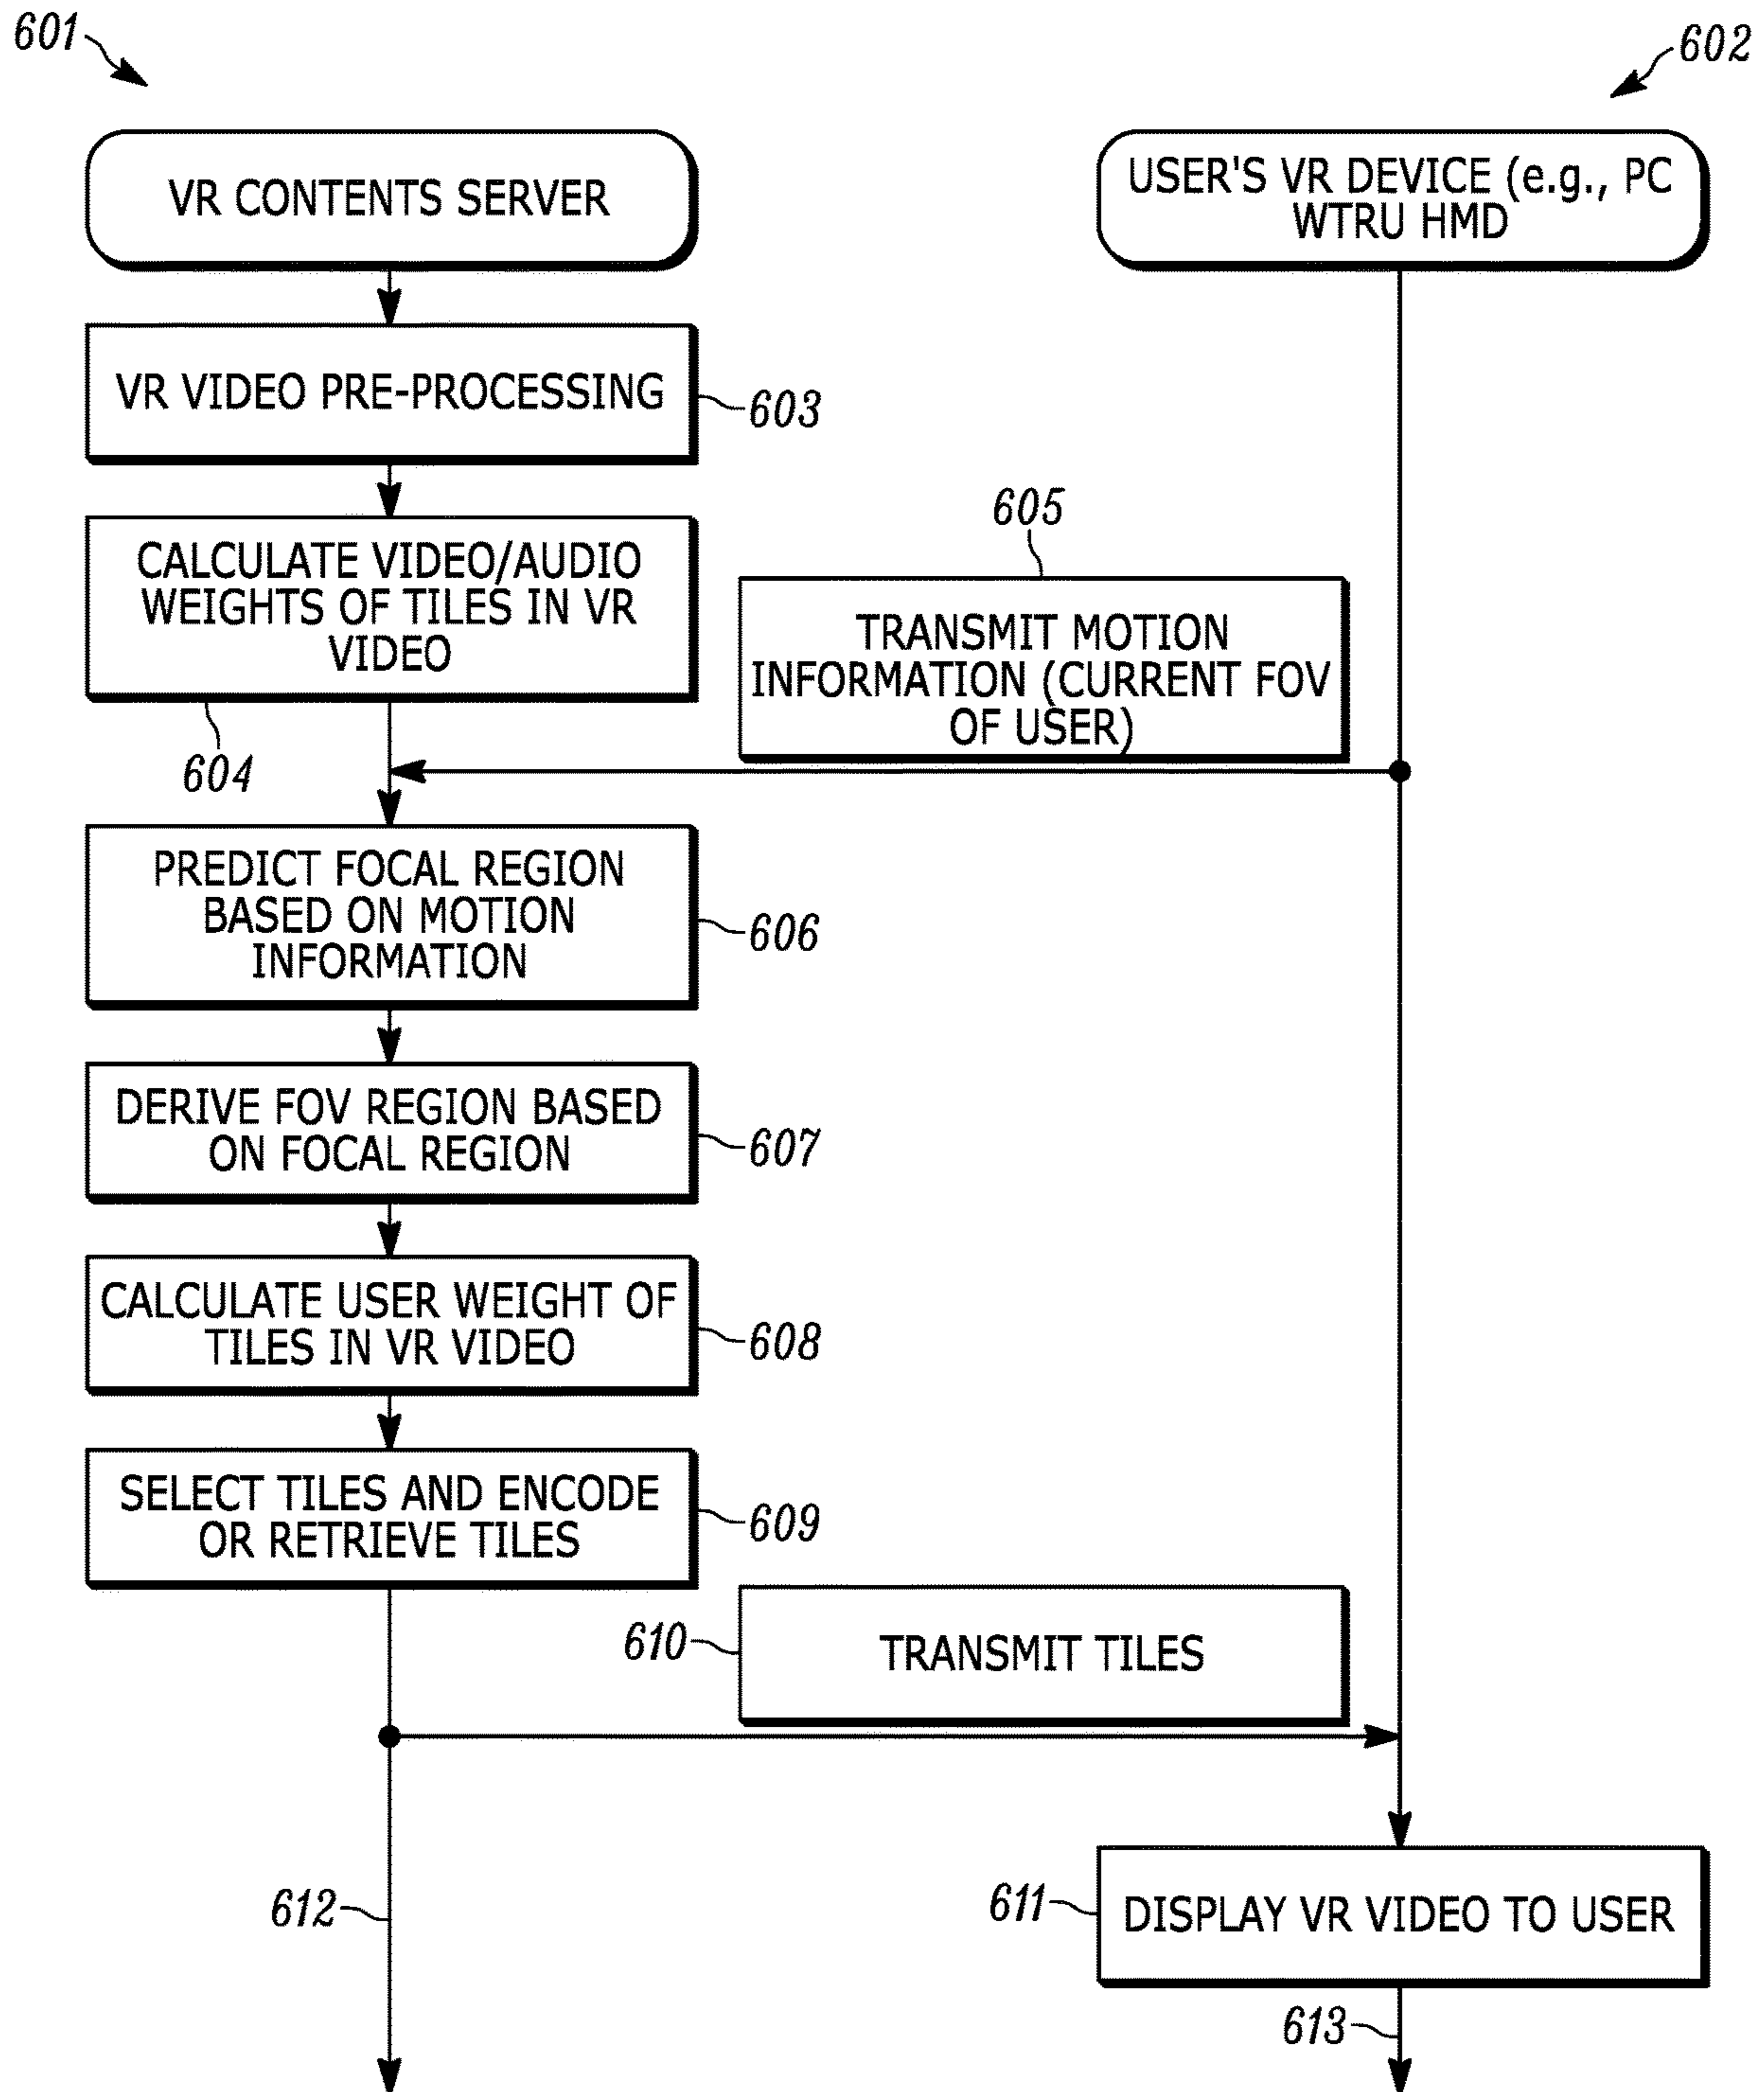 601
602
VR CONTENTS SERVER
USER'S VR DEVICE (e.g., PC
WTRU HMD
VR VIDEO PRE-PROCESSING
603
CALCULATE VIDEO/AUDIO
WEIGHTS OF TILES IN VR
VIDEO
604
605
TRANSMIT MOTION
INFORMATION (CURRENT FOV
OF USER)
PREDICT FOCAL REGION
BASED ON MOTION
INFORMATION
606
DERIVE FOV REGION BASED
ON FOCAL REGION
607
CALCULATE USER WEIGHT OF
TILES IN VR VIDEO
608
SELECT TILES AND ENCODE
OR RETRIEVE TILES
609
610
TRANSMIT TILES
612
611
DISPLAY VR VIDEO TO USER
613